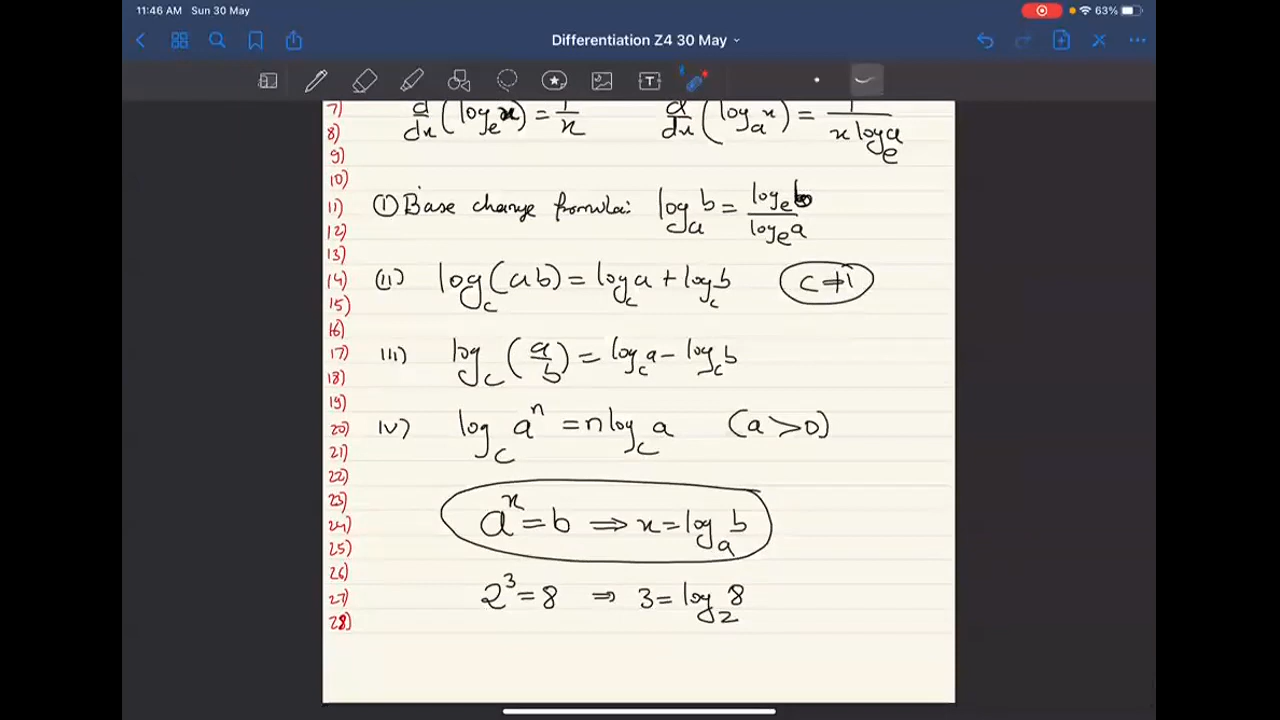 11:46 AM Sun 30 May 63%
Differentiation Z4 30 May
7) d/dx (log_e x) = 1/x d/dx (log_a x) = 1/(x log_e a)
8)
9)
10)
11) ① Base change formula: log_a b = log_e b / log_e a
12)
13)
14) (ii) log_c (ab) = log_c a + log_c b c ≠ 1
15)
16)
17) iii) log_c (a/b) = log_c a - log_c b
18)
19)
20) iv) log_c a^n = n log_c a (a > 0)
21)
22)
23)
24) a^x = b ⇒ x = log_a b
25)
26)
27) 2^3 = 8 ⇒ 3 = log_2 8
28)